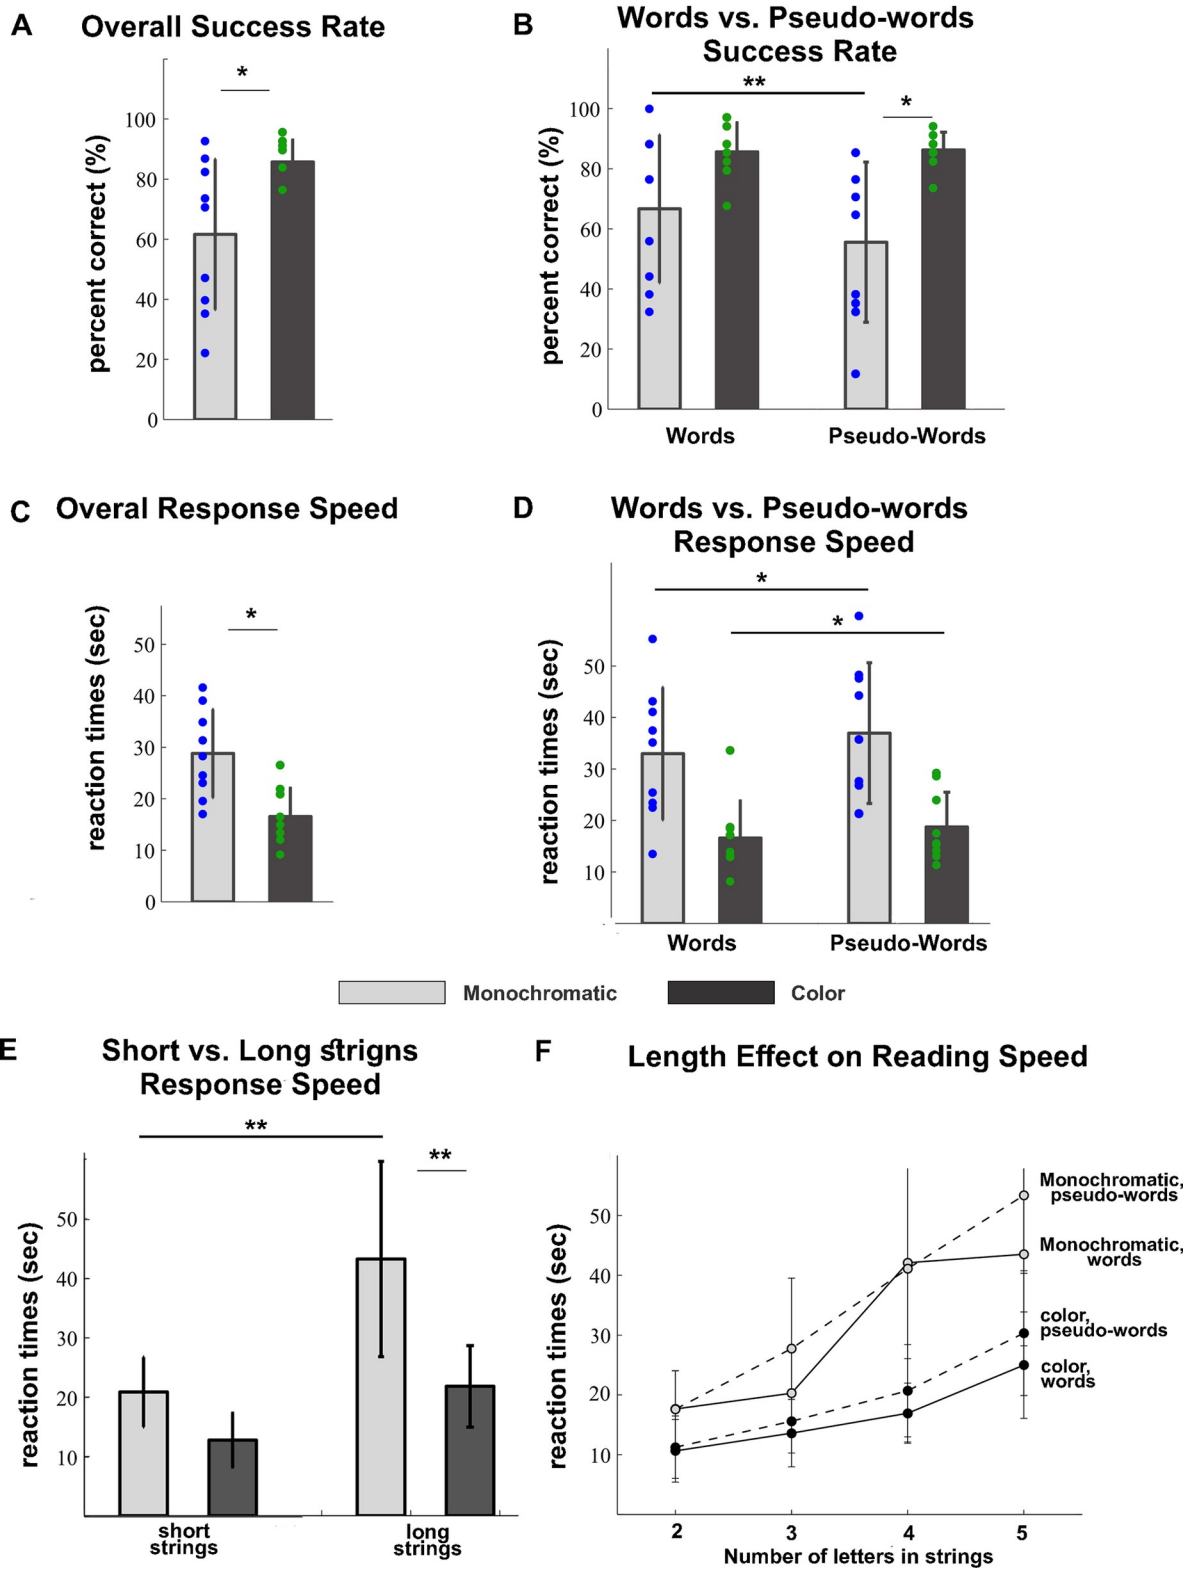 A
Overall Success Rate
*
percent correct (%)
100
80
60
40
20
0
B
Words vs. Pseudo-words
Success Rate
**
*
percent correct (%)
100
80
60
40
20
0
Words
Pseudo-Words
C
Overal Response Speed
*
reaction times (sec)
50
40
30
20
10
0
D
Words vs. Pseudo-words
Response Speed
*
*
reaction times (sec)
50
40
30
20
10
Words
Pseudo-Words
Monochromatic
Color
E
Short vs. Long strigns
Response Speed
**
**
reaction times (sec)
50
40
30
20
10
short
strings
long
strings
F
Length Effect on Reading Speed
reaction times (sec)
50
40
30
20
10
Monochromatic,
pseudo-words
Monochromatic,
words
color,
pseudo-words
color,
words
2
3
4
5
Number of letters in strings